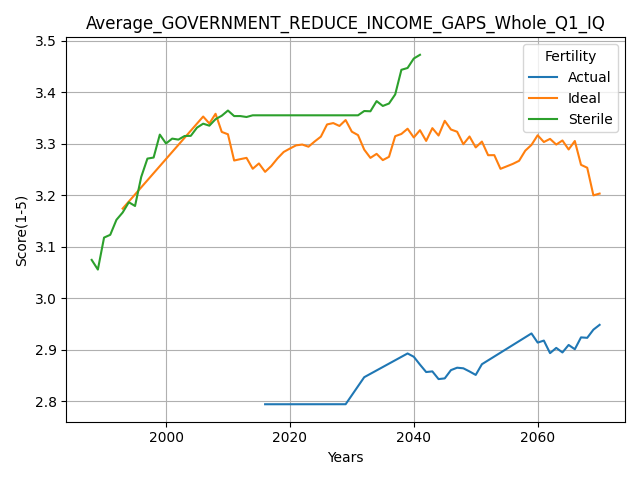 Average_GOVERNMENT_REDUCE_INCOME_GAPS_Whole_Q1_IQ
Score(1-5)
3.5
3.4
3.3
3.2
3.1
3.0
2.9
2.8
Fertility
Actual
Ideal
Sterile
2000
2020
2040
2060
Years